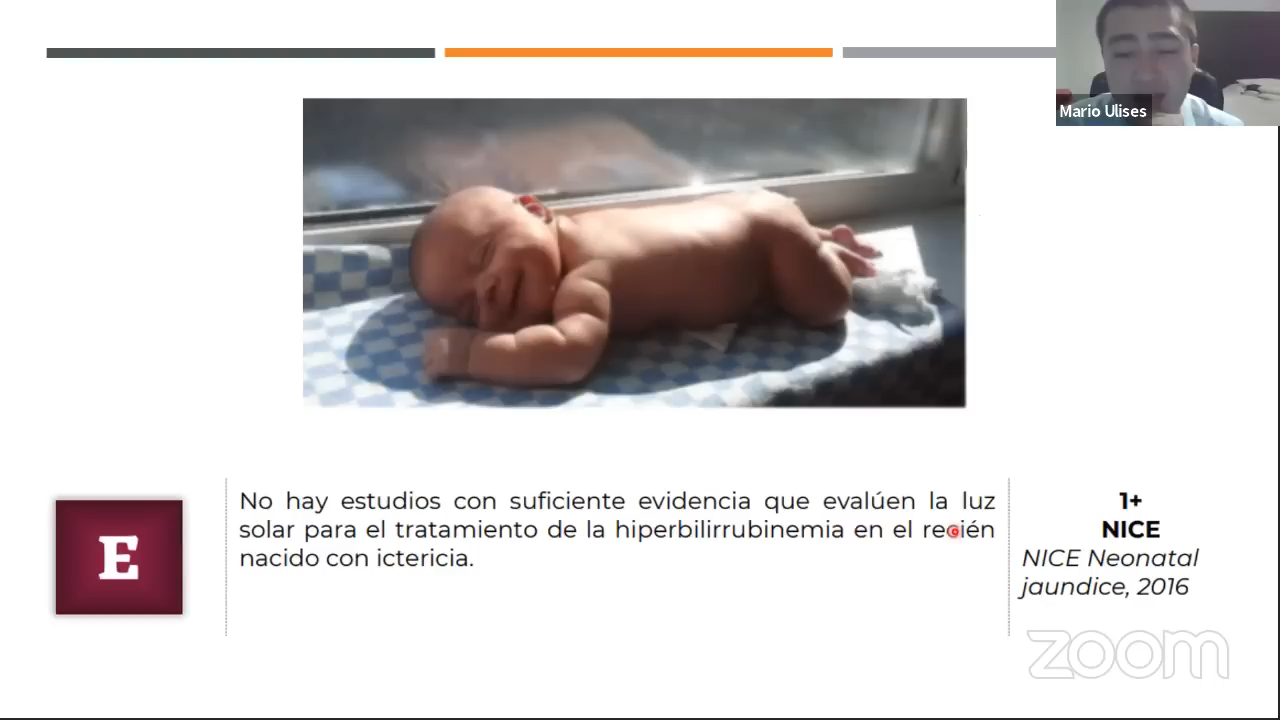 Mario Ulises
E
No hay estudios con suficiente evidencia que evalúen la luz
solar para el tratamiento de la hiperbilirrubinemia en el recién
nacido con ictericia.
1+
NICE
NICE Neonatal
jaundice, 2016
zoom